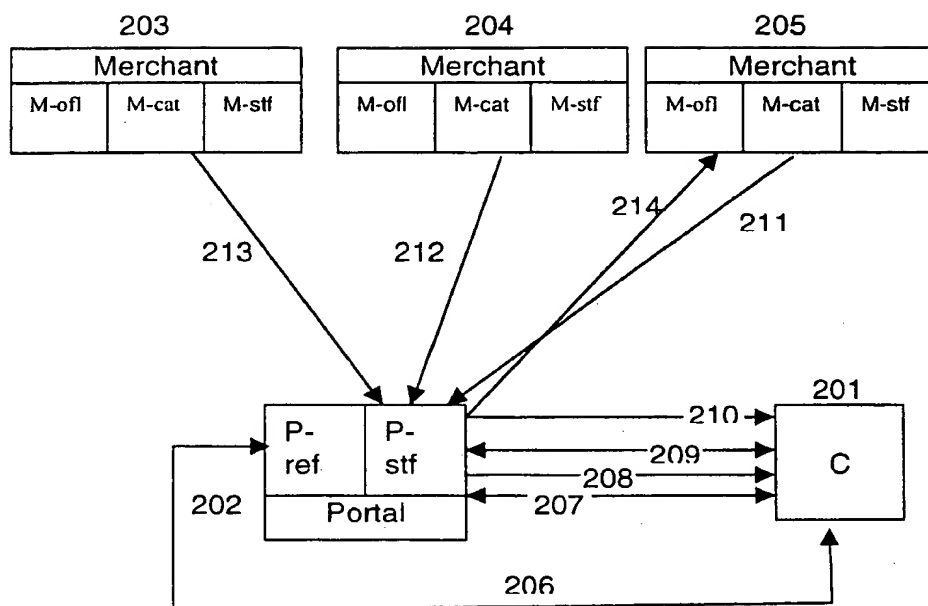 203 204 205
Merchant Merchant Merchant
M-ofl M-cat M-stf M-ofl M-cat M-stf M-ofl M-cat M-stf
214
211
213 212
201
P-ref P-stf 210
209 C
208
202 Portal 207
206